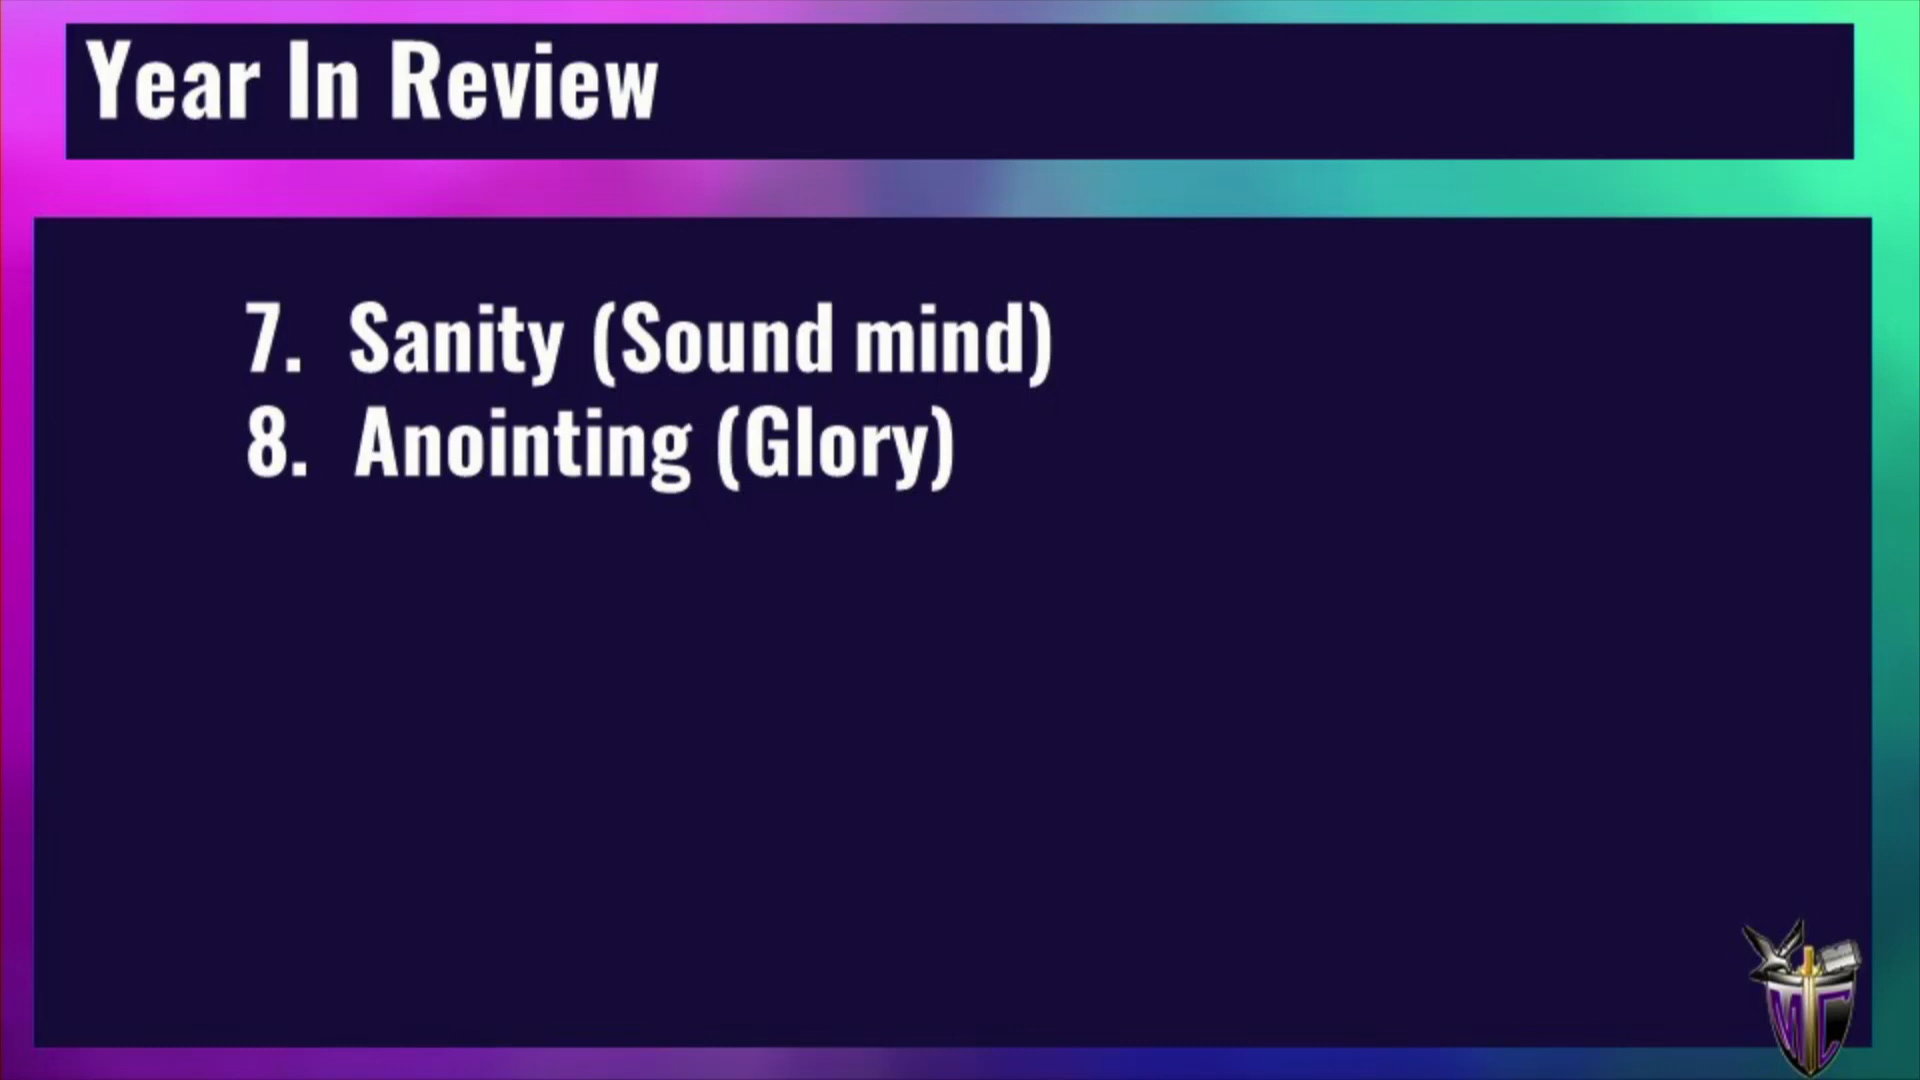 Year In Review
7. Sanity (Sound mind)
8. Anointing (Glory)